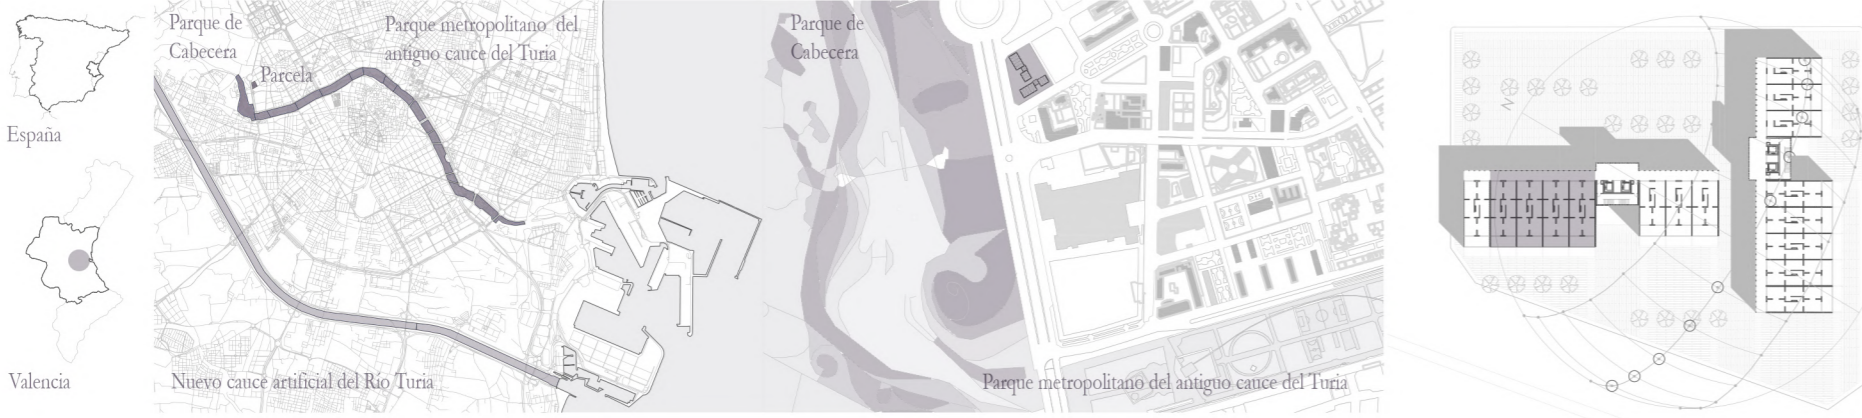 España
Valencia
Parque de
Cabecera
Parcela
Parque metropolitano del
antiguo cauce del Turia
Nuevo cauce artificial del Río Turia
Parque de
Cabecera
Parque metropolitano del antiguo cauce del Turia
N